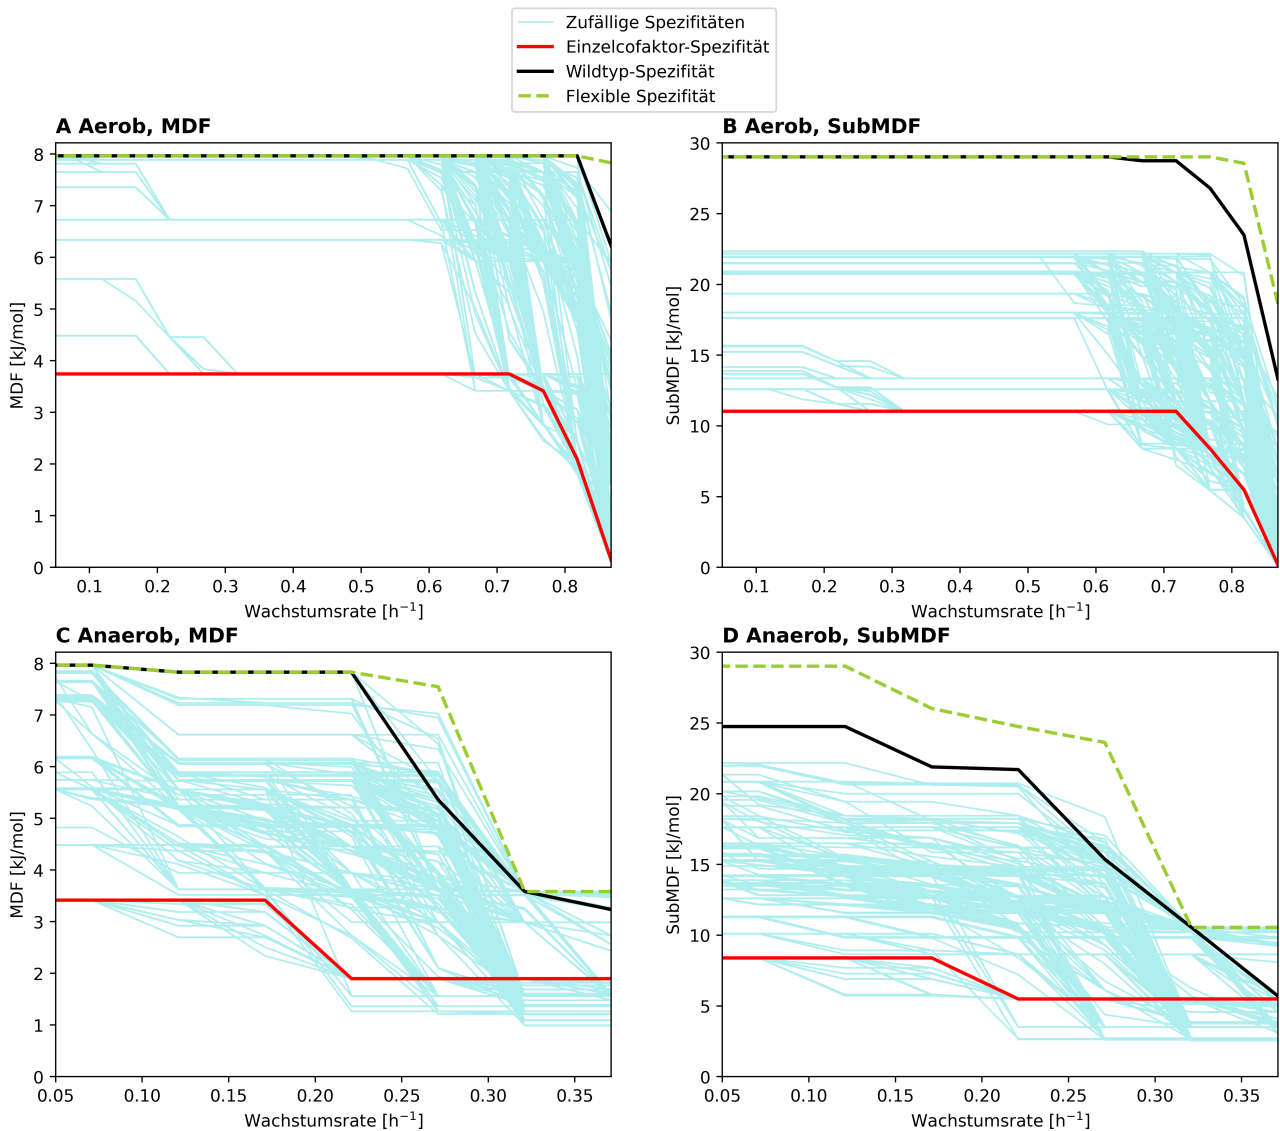 Zufällige Spezifitäten
Einzelcofaktor-Spezifität
Wildtyp-Spezifität
Flexible Spezifität
A Aerob, MDF
MDF [kJ/mol]
8
7
6
5
4
3
2
1
0
0.1 0.2 0.3 0.4 0.5 0.6 0.7 0.8
Wachstumsrate [h⁻¹]
B Aerob, SubMDF
SubMDF [kJ/mol]
30
25
20
15
10
5
0
0.1 0.2 0.3 0.4 0.5 0.6 0.7 0.8
Wachstumsrate [h⁻¹]
C Anaerob, MDF
MDF [kJ/mol]
8
7
6
5
4
3
2
1
0
0.05 0.10 0.15 0.20 0.25 0.30 0.35
Wachstumsrate [h⁻¹]
D Anaerob, SubMDF
SubMDF [kJ/mol]
30
25
20
15
10
5
0
0.05 0.10 0.15 0.20 0.25 0.30 0.35
Wachstumsrate [h⁻¹]